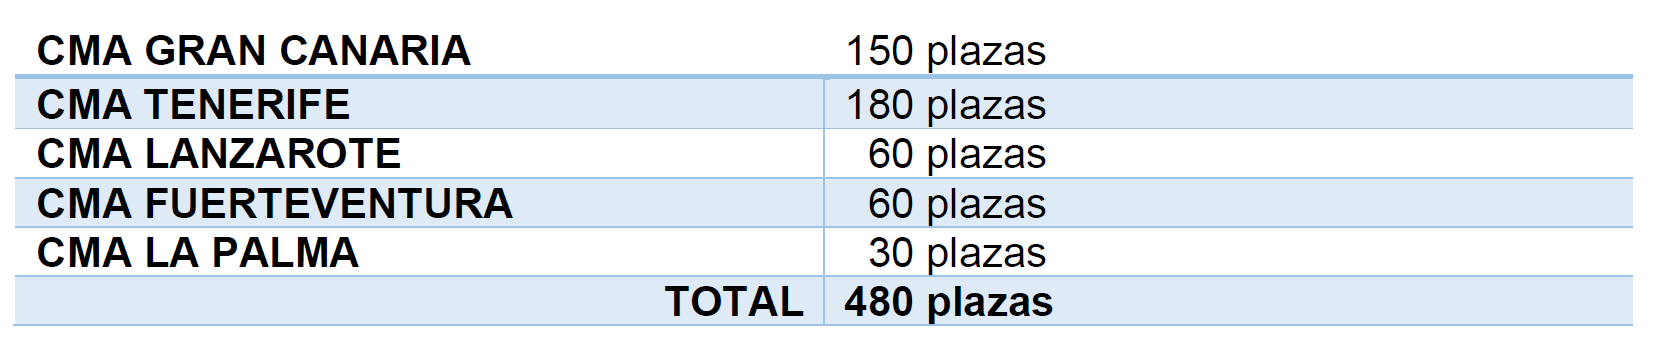 CMA GRAN CANARIA 150 plazas
CMA TENERIFE 180 plazas
CMA LANZAROTE 60 plazas
CMA FUERTEVENTURA 60 plazas
CMA LA PALMA 30 plazas
TOTAL 480 plazas